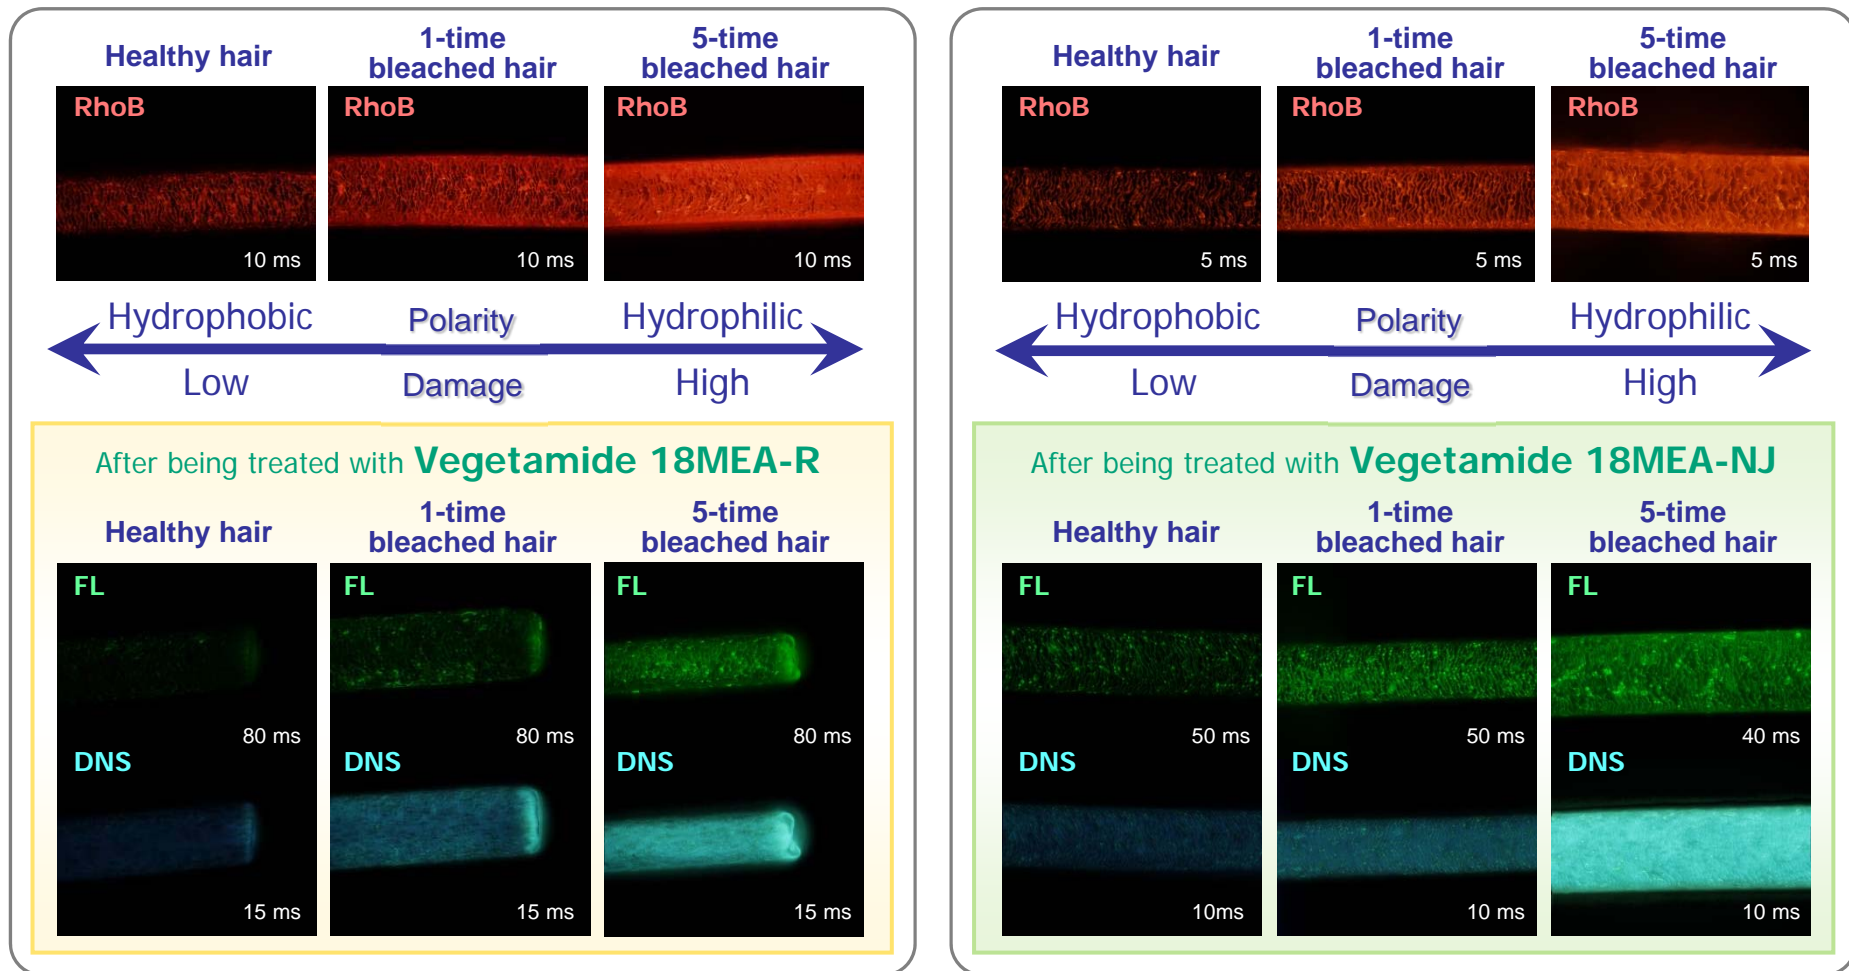 Healthy hair
1-time
bleached hair
5-time
bleached hair
RhoB
RhoB
RhoB
10 ms
10 ms
10 ms
Hydrophobic
Polarity
Hydrophilic
Low
Damage
High
After being treated with Vegetamide 18MEA-R
Healthy hair
1-time
bleached hair
5-time
bleached hair
FL
FL
FL
80 ms
80 ms
80 ms
DNS
DNS
DNS
15 ms
15 ms
15 ms
Healthy hair
1-time
bleached hair
5-time
bleached hair
RhoB
RhoB
RhoB
5 ms
5 ms
5 ms
Hydrophobic
Polarity
Hydrophilic
Low
Damage
High
After being treated with Vegetamide 18MEA-NJ
Healthy hair
1-time
bleached hair
5-time
bleached hair
FL
FL
FL
50 ms
50 ms
40 ms
DNS
DNS
DNS
10ms
10 ms
10 ms